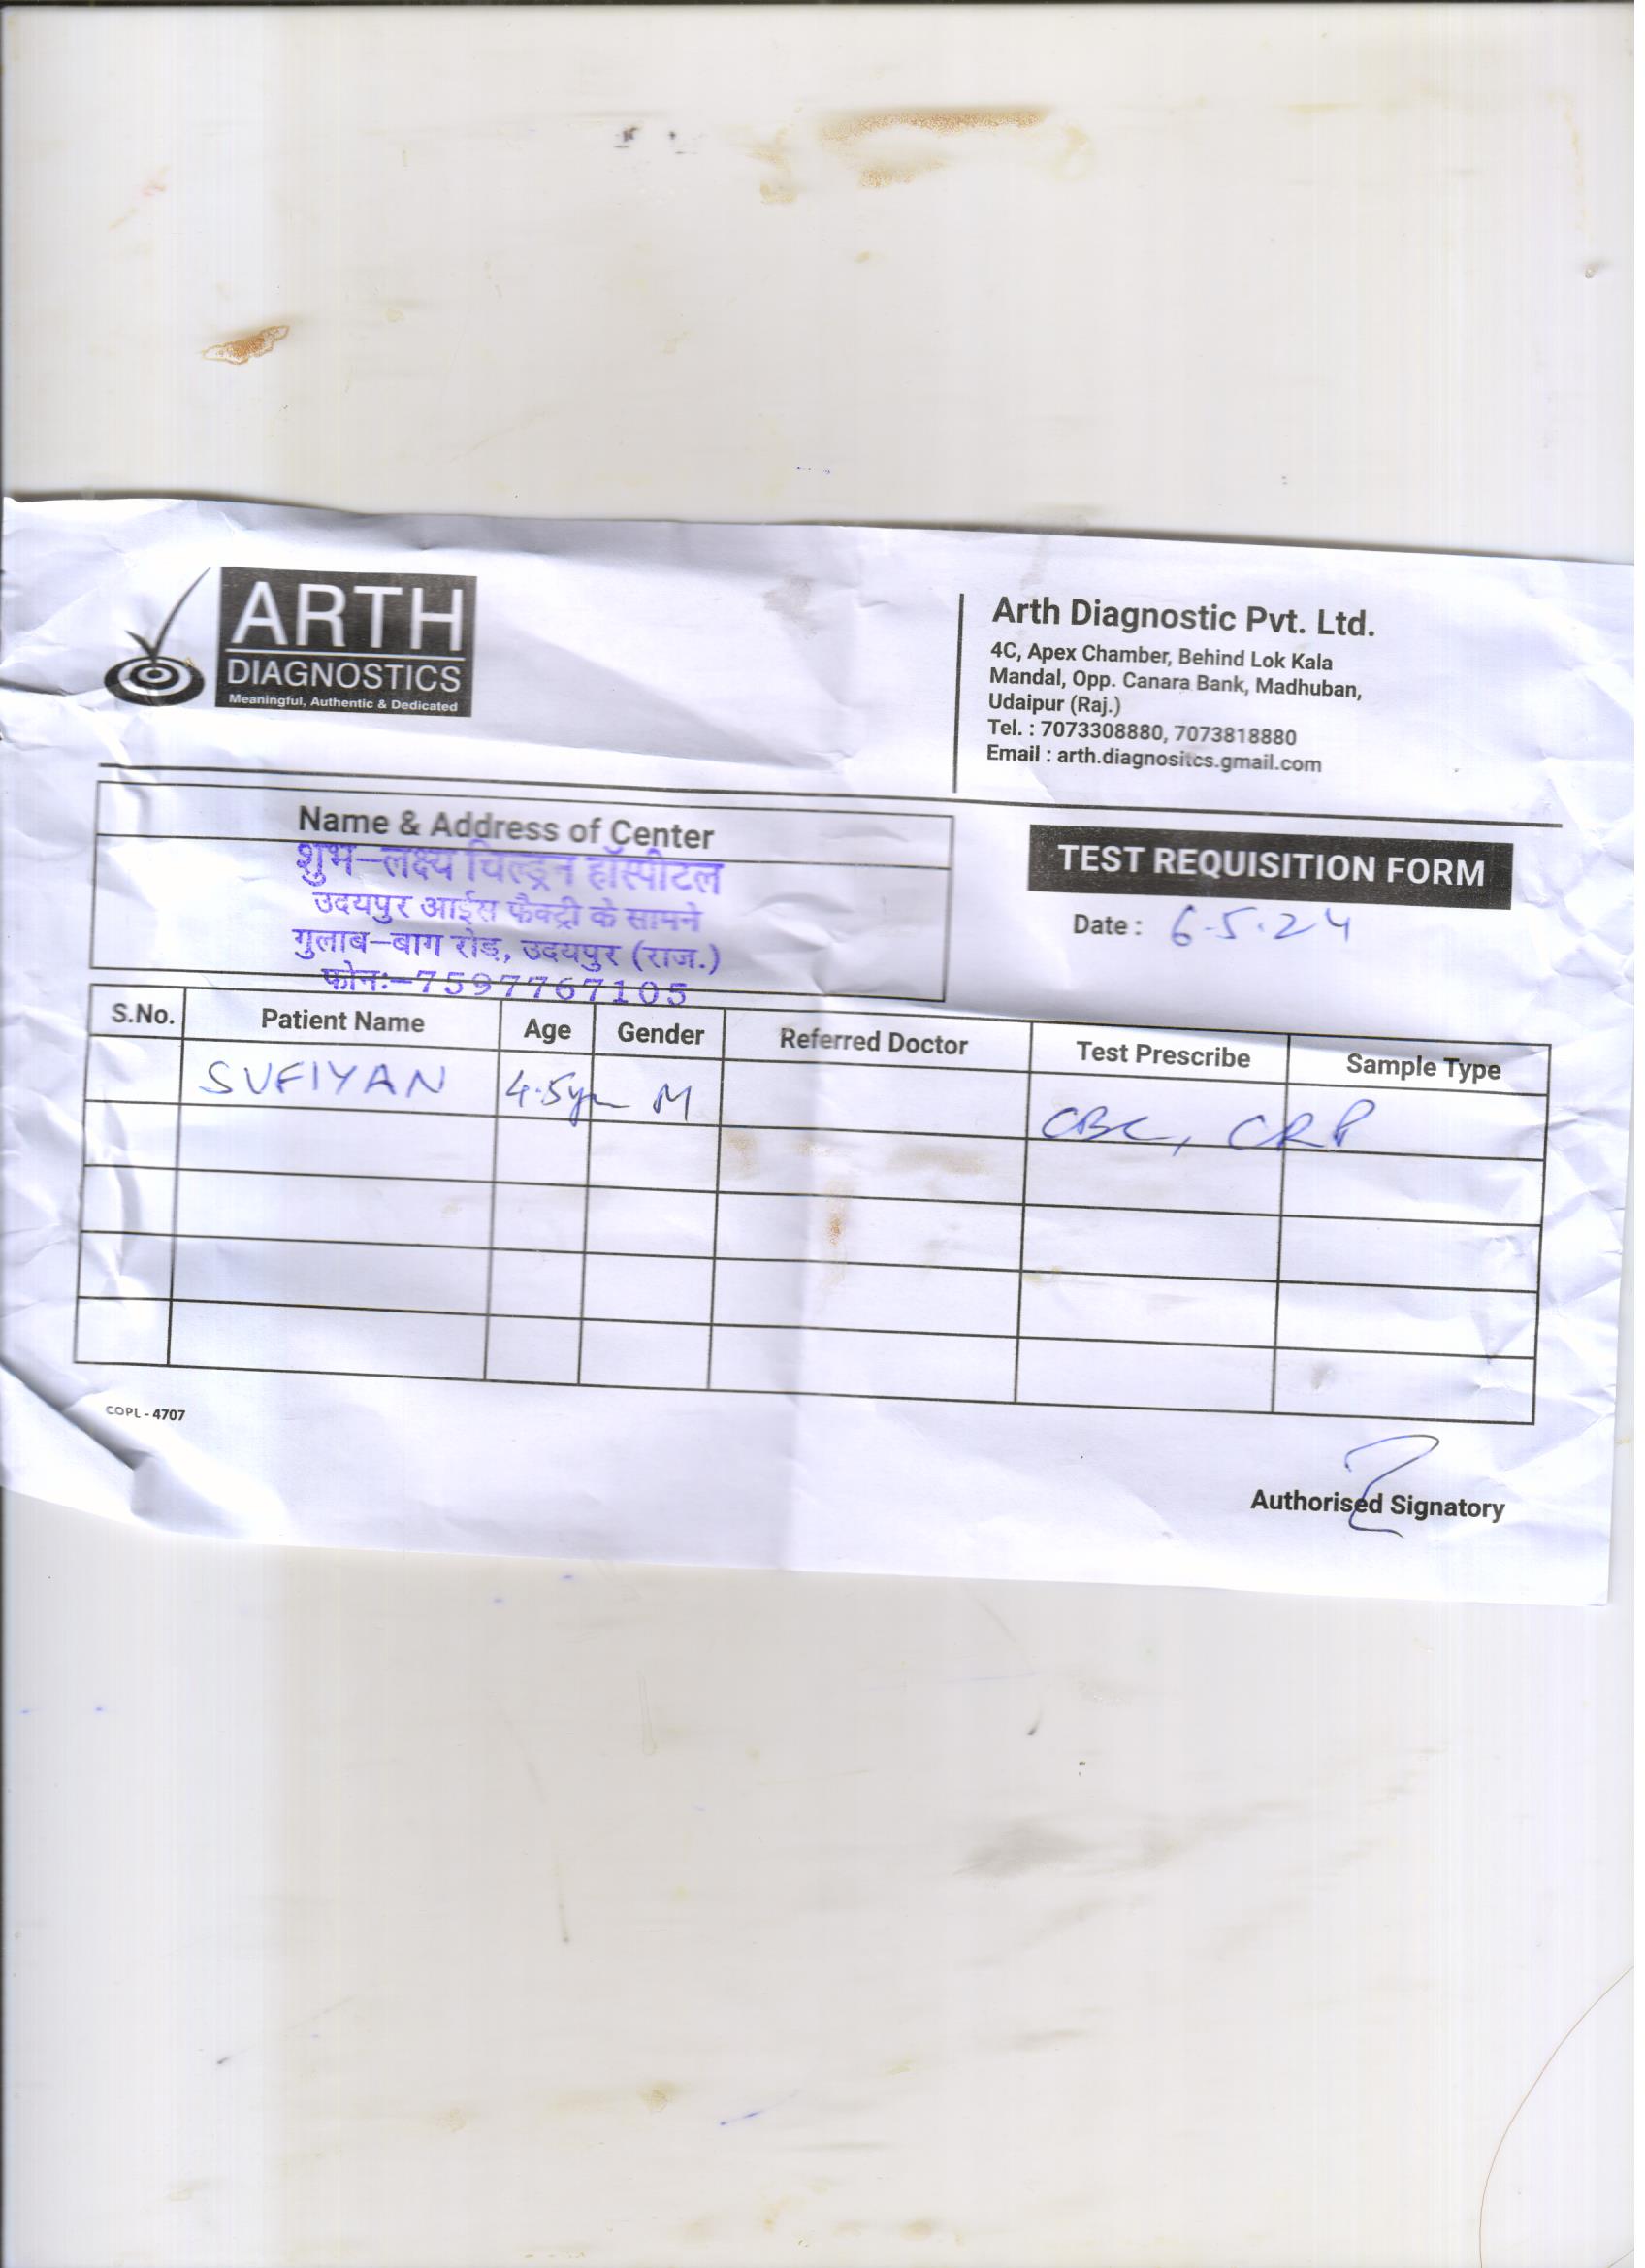 ARTH
DIAGNOSTICS
Meaningful, Authentic & Dedicated
Arth Diagnostic Pvt. Ltd.
4C, Apex Chamber, Behind Lok Kala
Mandal, Opp. Canara Bank, Madhuban,
Udaipur (Raj.)
Tel. : 7073308880, 7073818880
Email : arth.diagnositcs.gmail.com
Name & Address of Center
शुभ-लक्ष्य चिल्ड्रन हॉस्पीटल
उदयपुर आईस फैक्ट्री के सामने
गुलाब-बाग रोड़, उदयपुर (राज.)
फोनः-7597767105
TEST REQUISITION FORM
Date : 6-5.24
S.No. Patient Name Age Gender Referred Doctor Test Prescribe Sample Type
SUFIYAN 4.5yr M CBC, CRP
COPL - 4707
Authorised Signatory